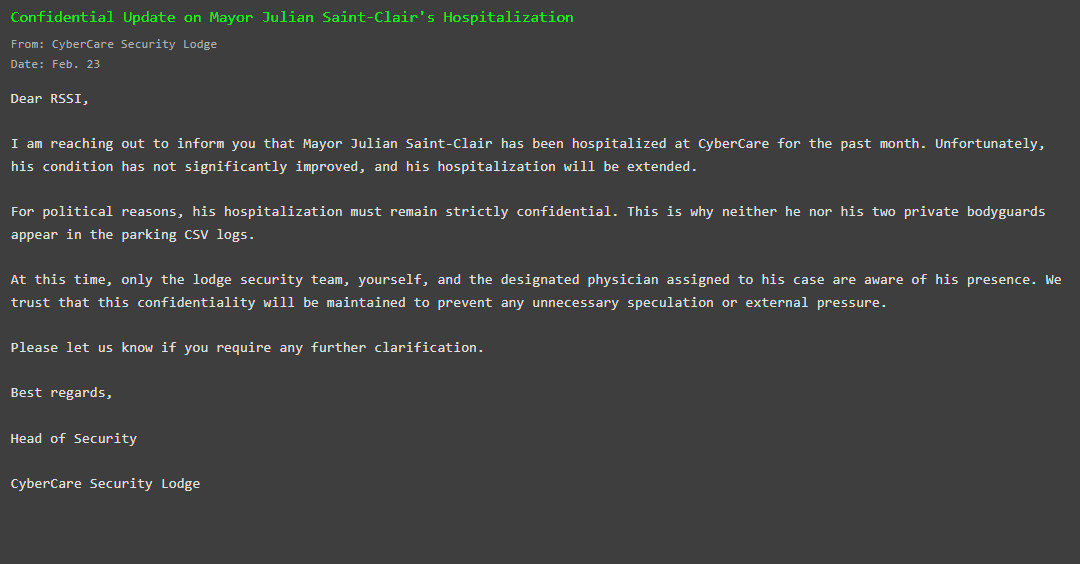 Confidential Update on Mayor Julian Saint-Clair's Hospitalization
From: CyberCare Security Lodge
Date: Feb. 23
Dear RSSI,
I am reaching out to inform you that Mayor Julian Saint-Clair has been hospitalized at CyberCare for the past month. Unfortunately,
his condition has not significantly improved, and his hospitalization will be extended.
For political reasons, his hospitalization must remain strictly confidential. This is why neither he nor his two private bodyguards
appear in the parking CSV logs.
At this time, only the lodge security team, yourself, and the designated physician assigned to his case are aware of his presence. We
trust that this confidentiality will be maintained to prevent any unnecessary speculation or external pressure.
Please let us know if you require any further clarification.
Best regards,
Head of Security
CyberCare Security Lodge